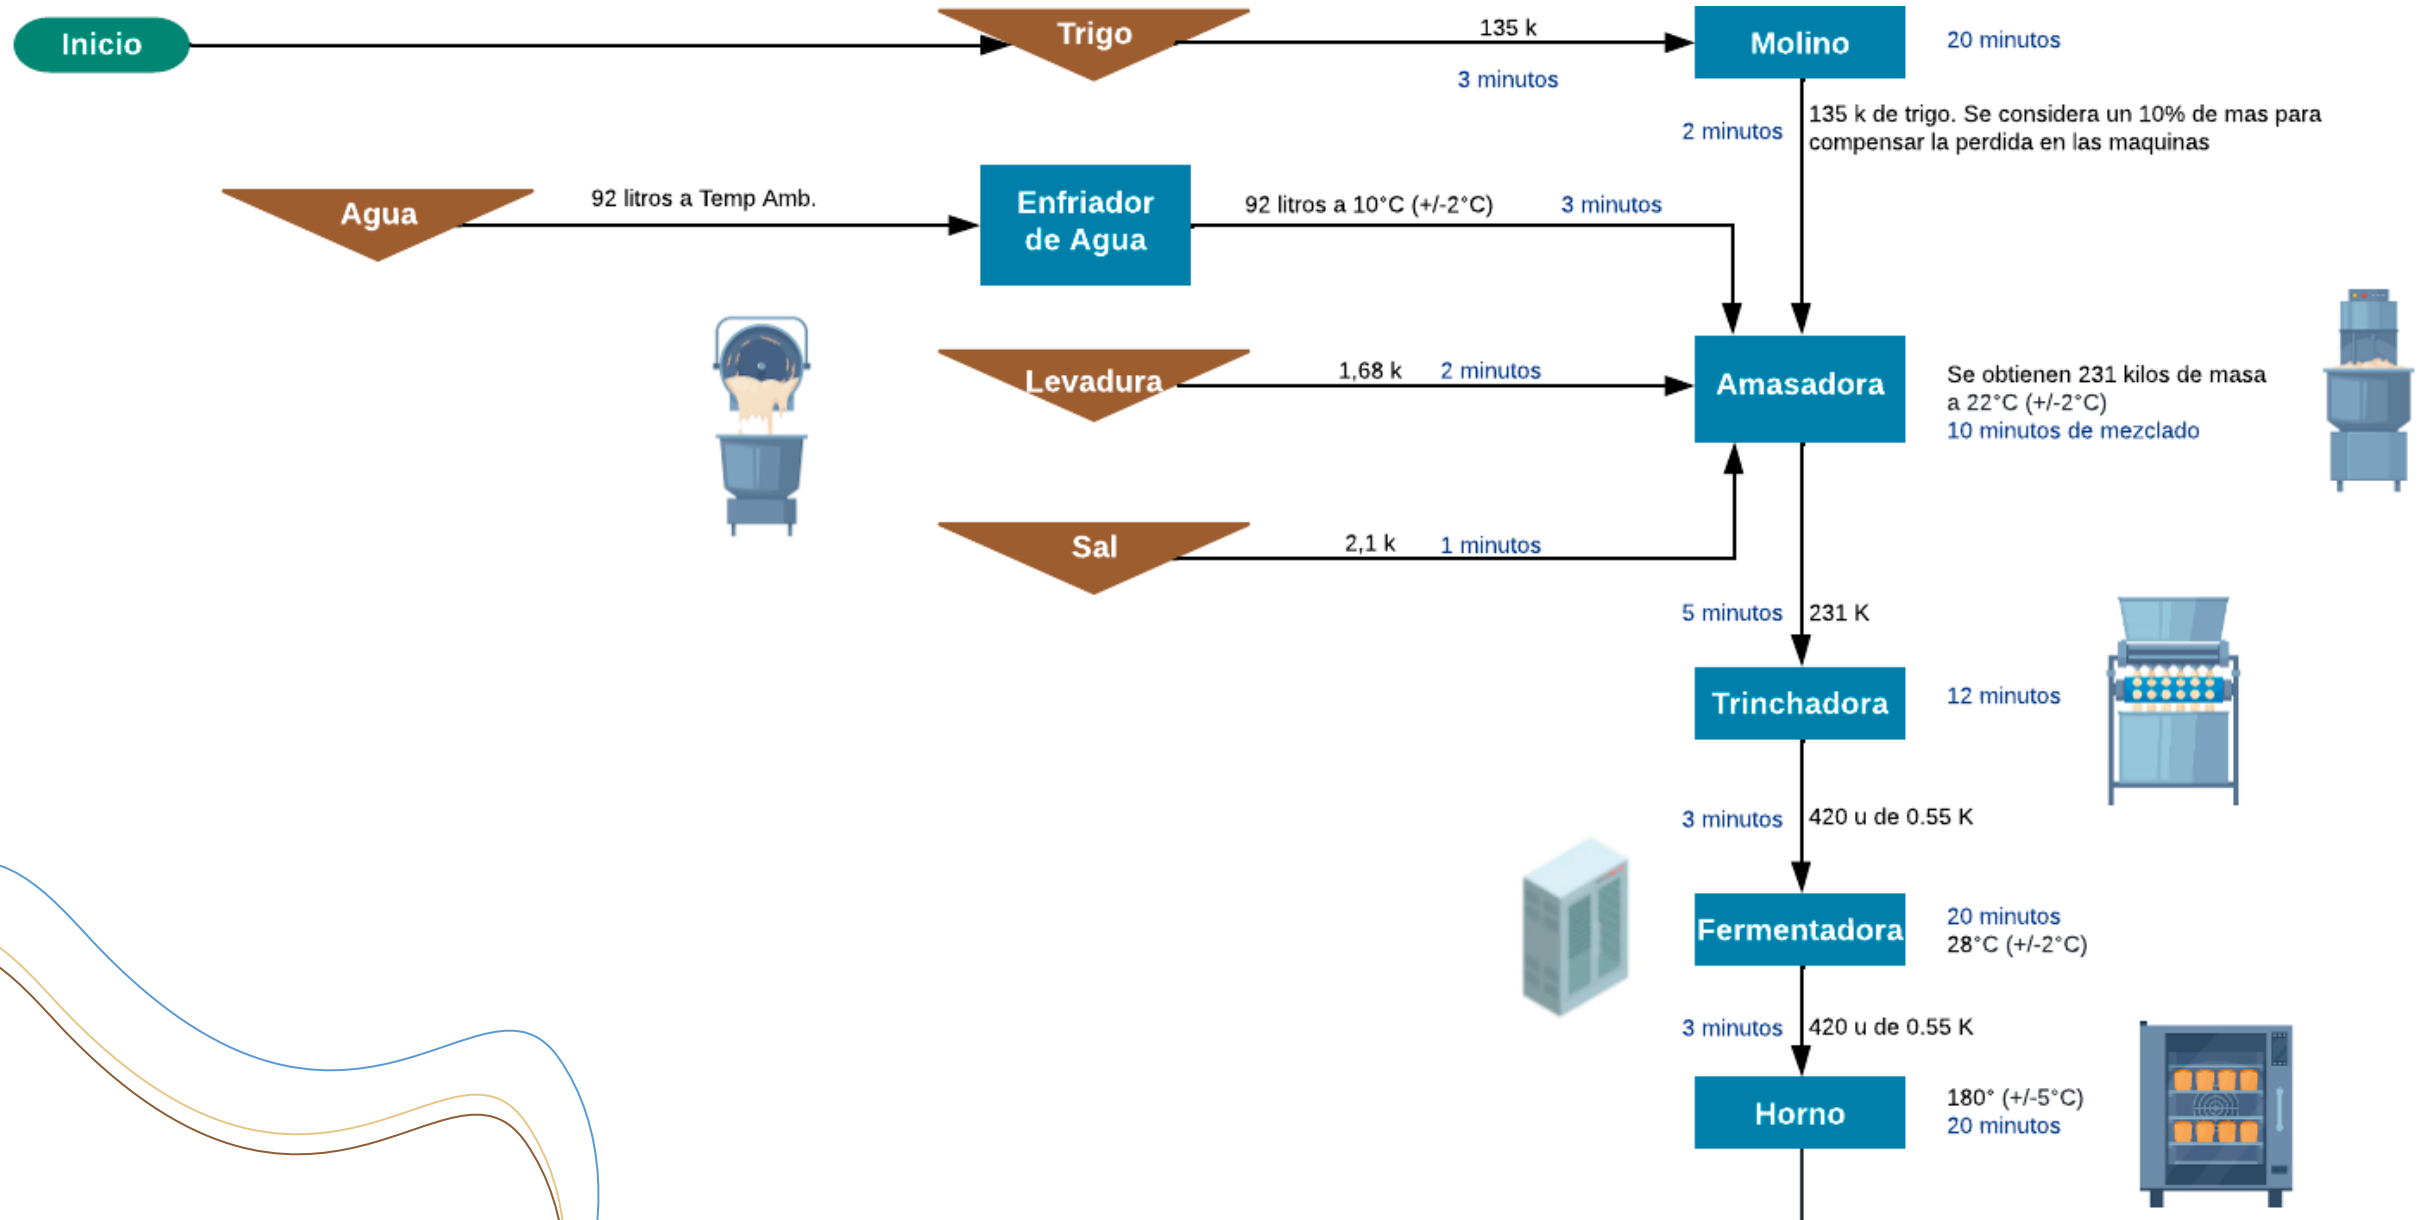 Inicio
Trigo
135 k
3 minutos
Molino
20 minutos
2 minutos
135 k de trigo. Se considera un 10% de mas para
compensar la perdida en las maquinas
Agua
92 litros a Temp Amb.
Enfriador
de Agua
92 litros a 10°C (+/-2°C)
3 minutos
Levadura
1,68 k
2 minutos
Amasadora
Se obtienen 231 kilos de masa
a 22°C (+/-2°C)
10 minutos de mezclado
Sal
2,1 k
1 minutos
5 minutos
231 K
Trinchadora
12 minutos
3 minutos
420 u de 0.55 K
Fermentadora
20 minutos
28°C (+/-2°C)
3 minutos
420 u de 0.55 K
Horno
180° (+/-5°C)
20 minutos